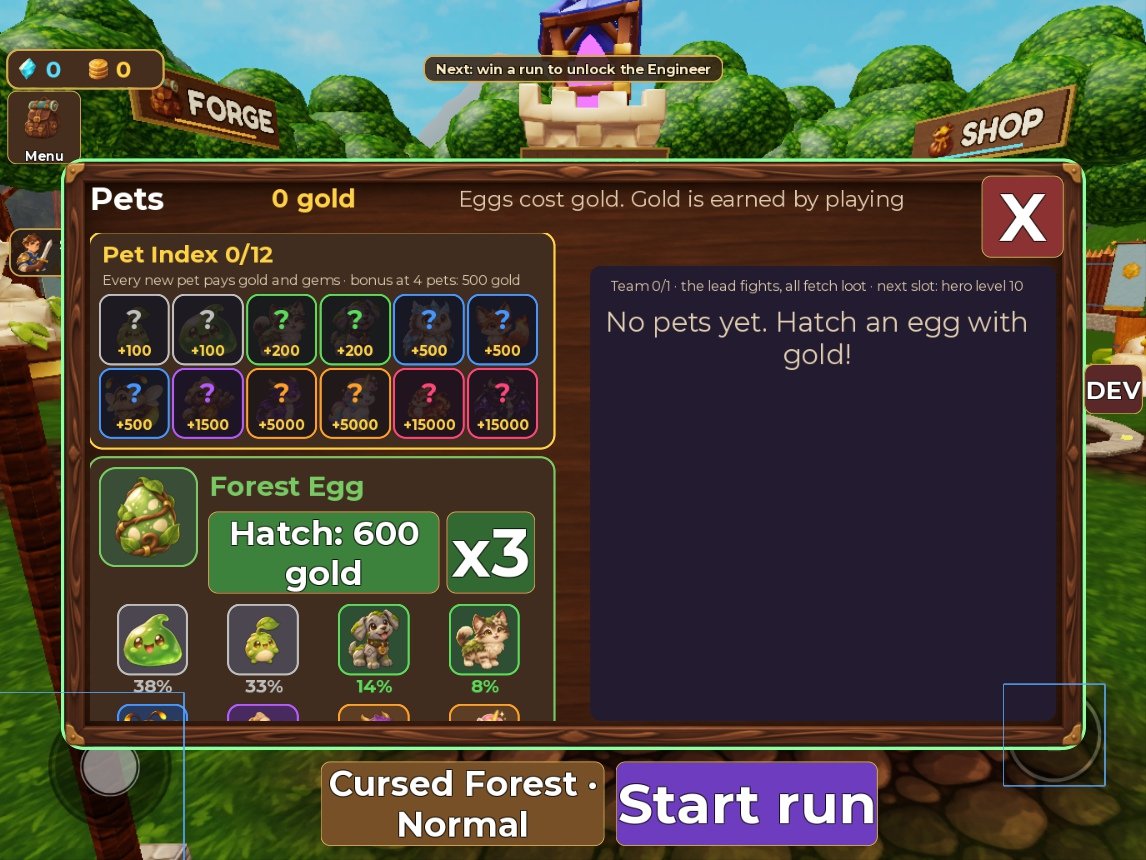 0 0
Next: win a run to unlock the Engineer
FORGE
SHOP
Menu
Pets
0 gold
Eggs cost gold. Gold is earned by playing
X
Pet Index 0/12
Every new pet pays gold and gems · bonus at 4 pets: 500 gold
? ? ? ? ? ?
+100 +100 +200 +200 +500 +500
? ? ? ? ? ?
+500 +1500 +5000 +5000 +15000 +15000
Team 0/1 · the lead fights, all fetch loot · next slot: hero level 10
No pets yet. Hatch an egg with
gold!
DEV
Forest Egg
Hatch: 600
gold
x3
38% 33% 14% 8%
Cursed Forest ·
Normal
Start run